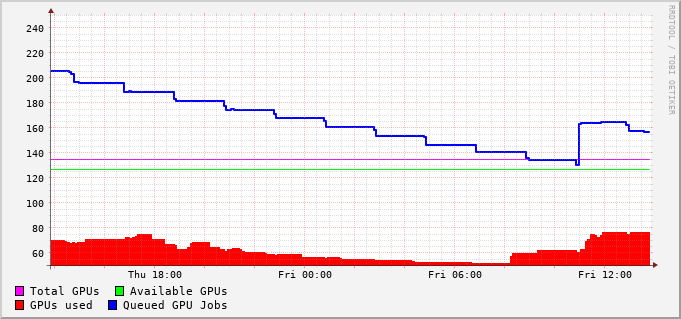 240
220
200
180
160
140
120
100
80
60
Thu 18:00 Fri 00:00 Fri 06:00 Fri 12:00
Total GPUs Available GPUs
GPUs used Queued GPU Jobs
RRDTOOL / TOBI OETIKER